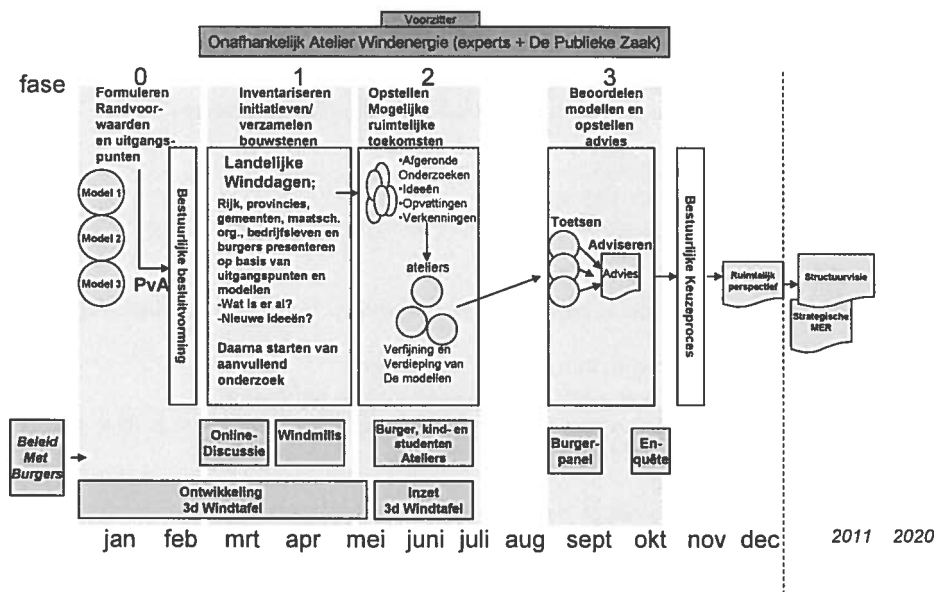 Voorzitter
Onafhankelijk Atelier Windenergie (experts + De Publieke Zaak)
fase
0
Formuleren
Randvoor-
waarden
en uitgangs-
punten
Model 1
Model 2
Model 3
PvA
Bestuurlijke besluitvorming
1
Inventariseren
initiatieven/
verzamelen
bouwstenen
Landelijke
Winddagen;
Rijk, provincies,
gemeenten, maatsch.
org., bedrijfsleven en
burgers presenteren
op basis van
uitgangspunten en
modellen
-Wat is er al?
-Nieuwe Ideeën?
Daarna starten van
aanvullend
onderzoek
2
Opstellen
Mogelijke
ruimtelijke
toekomsten
•Afgeronde
Onderzoeken
•Ideeën
•Opvattingen
•Verkenningen
ateliers
Verfijning en
Verdieping van
De modellen
3
Beoordelen
modellen en
opstellen
advies
Toetsen
Adviseren
Advies
Bestuurlijke Keuzeproces
Ruimtelijk
perspectief
Structuurvisie
Strategische
MER
Beleid
Met
Burgers
Online-
Discussie
Windmills
Burger, kind- en
studenten
Ateliers
Burger-
panel
En-
quête
Ontwikkeling
3d Windtafel
Inzet
3d Windtafel
jan feb mrt apr mei juni juli aug sept okt nov dec 2011 2020